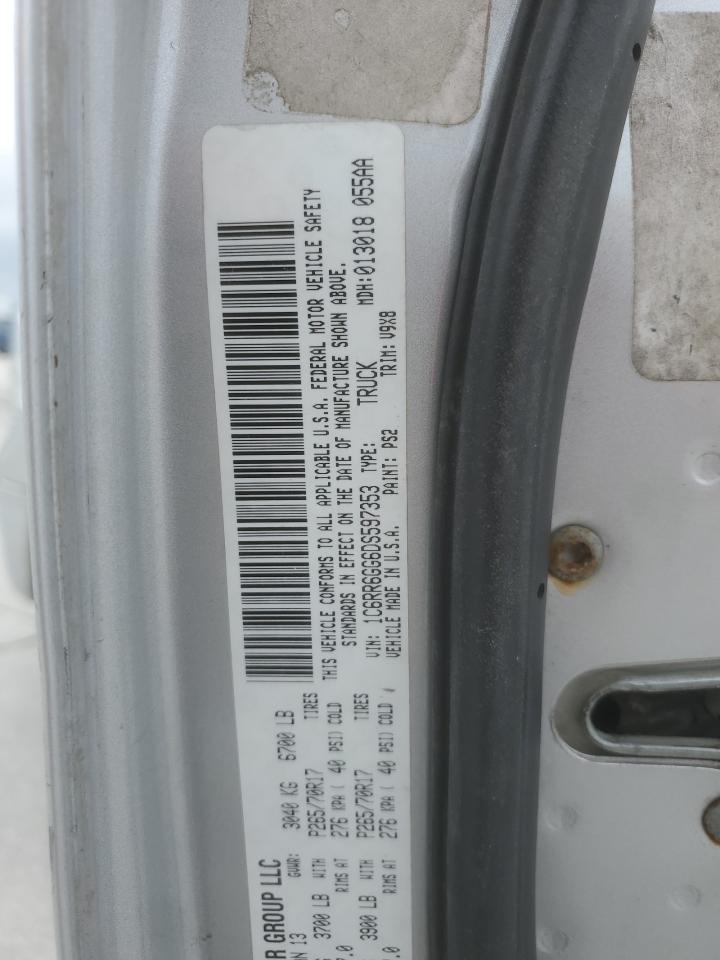 R GROUP LLC
N 13 GVWR: 3040 KG 6700 LB
3700 LB WITH P265/70R17 TIRES
7.0 RIMS AT 276 KPA ( 40 PSI) COLD
3900 LB WITH P265/70R17 TIRES
.0 RIMS AT 276 KPA ( 40 PSI) COLD
THIS VEHICLE CONFORMS TO ALL APPLICABLE U.S.A. FEDERAL MOTOR VEHICLE SAFETY
STANDARDS IN EFFECT ON THE DATE OF MANUFACTURE SHOWN ABOVE.
VIN: 1C6RR6GG6DS597353 TYPE: TRUCK MDH:013018 055AA
VEHICLE MADE IN U.S.A. PAINT: PS2 TRIM: V9X8